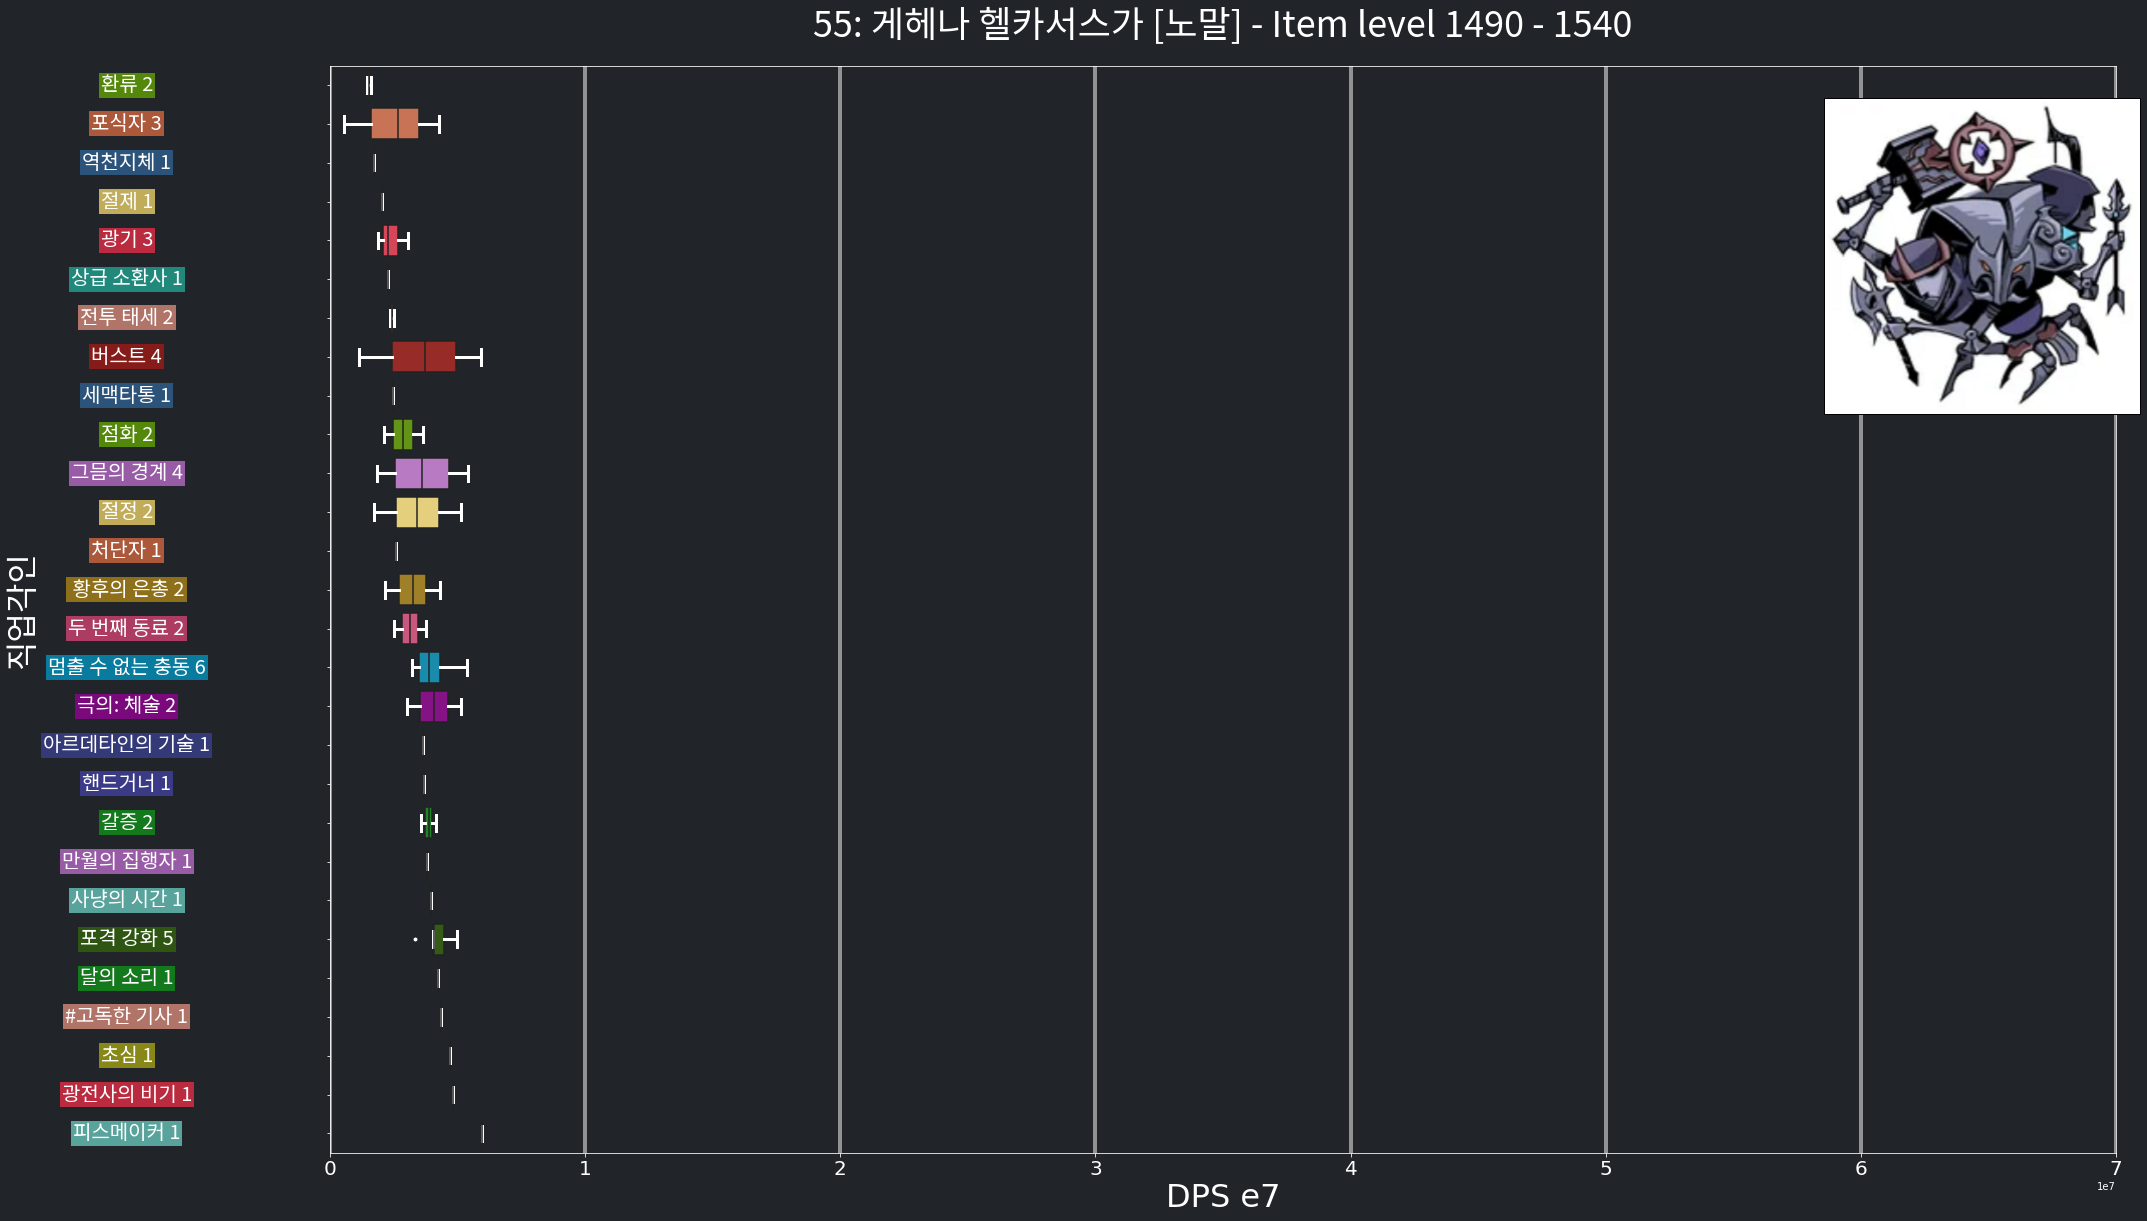 55: 게헤나 헬카서스가 [노말] - Item level 1490 - 1540
환류 2
포식자 3
역천지체 1
절제 1
광기 3
상급 소환사 1
전투 태세 2
버스트 4
세맥타통 1
점화 2
그믐의 경계 4
절정 2
처단자 1
황후의 은총 2
두 번째 동료 2
멈출 수 없는 충동 6
극의: 체술 2
아르데타인의 기술 1
핸드거너 1
갈증 2
만월의 집행자 1
사냥의 시간 1
포격 강화 5
달의 소리 1
#고독한 기사 1
초심 1
광전사의 비기 1
피스메이커 1
직업각인
0 1 2 3 4 5 6 7
1e7
DPS e7